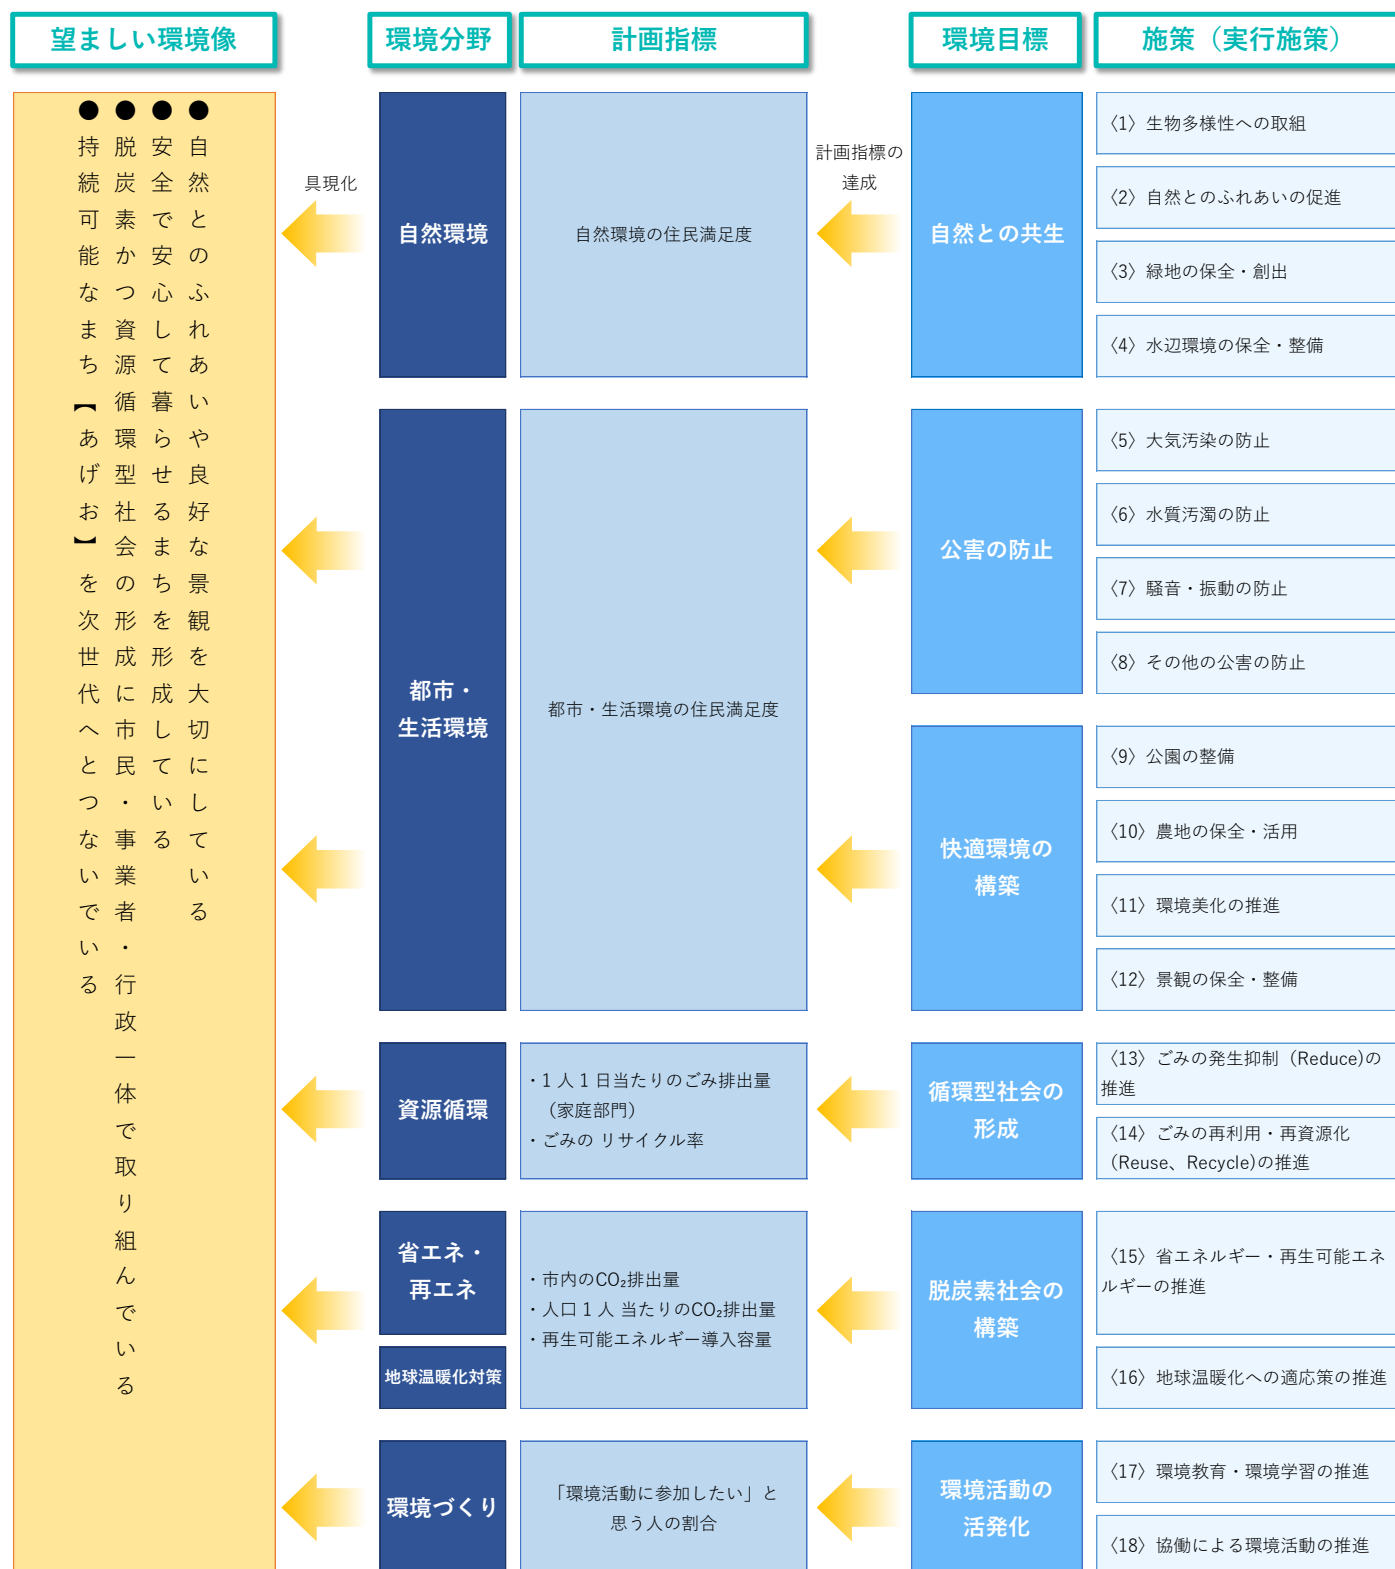 望ましい環境像
環境分野
計画指標
環境目標
施策（実行施策）
●自然とのふれあいや良好な景観を大切にしている
●安全で安心して暮らせるまちを形成している
●脱炭素かつ資源循環型社会の形成に市民・事業者・行政一体で取り組んでいる
●持続可能なまち【あげお】を次世代へとつないでいる
具現化
自然環境
自然環境の住民満足度
計画指標の
達成
自然との共生
〈1〉生物多様性への取組
〈2〉自然とのふれあいの促進
〈3〉緑地の保全・創出
〈4〉水辺環境の保全・整備
都市・
生活環境
都市・生活環境の住民満足度
公害の防止
〈5〉大気汚染の防止
〈6〉水質汚濁の防止
〈7〉騒音・振動の防止
〈8〉その他の公害の防止
快適環境の
構築
〈9〉公園の整備
〈10〉農地の保全・活用
〈11〉環境美化の推進
〈12〉景観の保全・整備
資源循環
・1 人 1 日当たりのごみ排出量
（家庭部門）
・ごみの リサイクル率
循環型社会の
形成
〈13〉ごみの発生抑制（Reduce)の
推進
〈14〉ごみの再利用・再資源化
(Reuse、Recycle)の推進
省エネ・
再エネ
地球温暖化対策
・市内のCO₂排出量
・人口 1 人 当たりのCO₂排出量
・再生可能エネルギー導入容量
脱炭素社会の
構築
〈15〉省エネルギー・再生可能エネ
ルギーの推進
〈16〉地球温暖化への適応策の推進
環境づくり
「環境活動に参加したい」と
思う人の割合
環境活動の
活発化
〈17〉環境教育・環境学習の推進
〈18〉協働による環境活動の推進